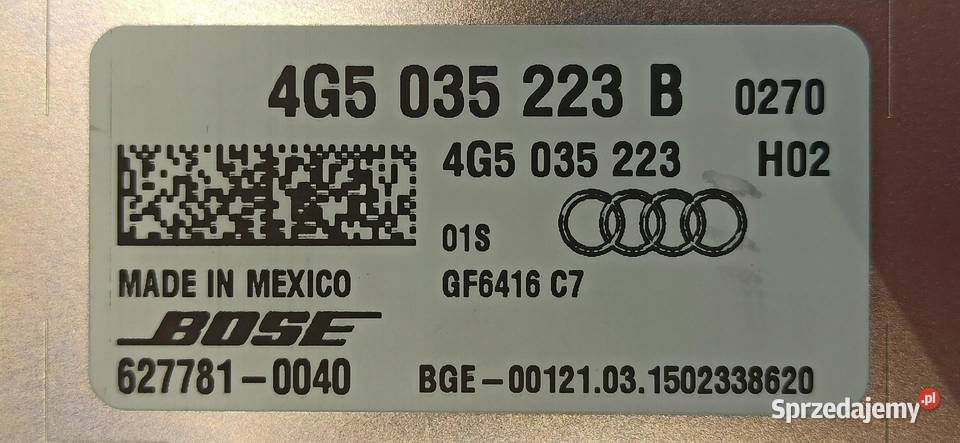 4G5 035 223 B 0270
4G5 035 223 H02
01S
MADE IN MEXICO GF6416 C7
BOSE
627781-0040 BGE-00121.03.1502338620
Sprzedajemy.pl